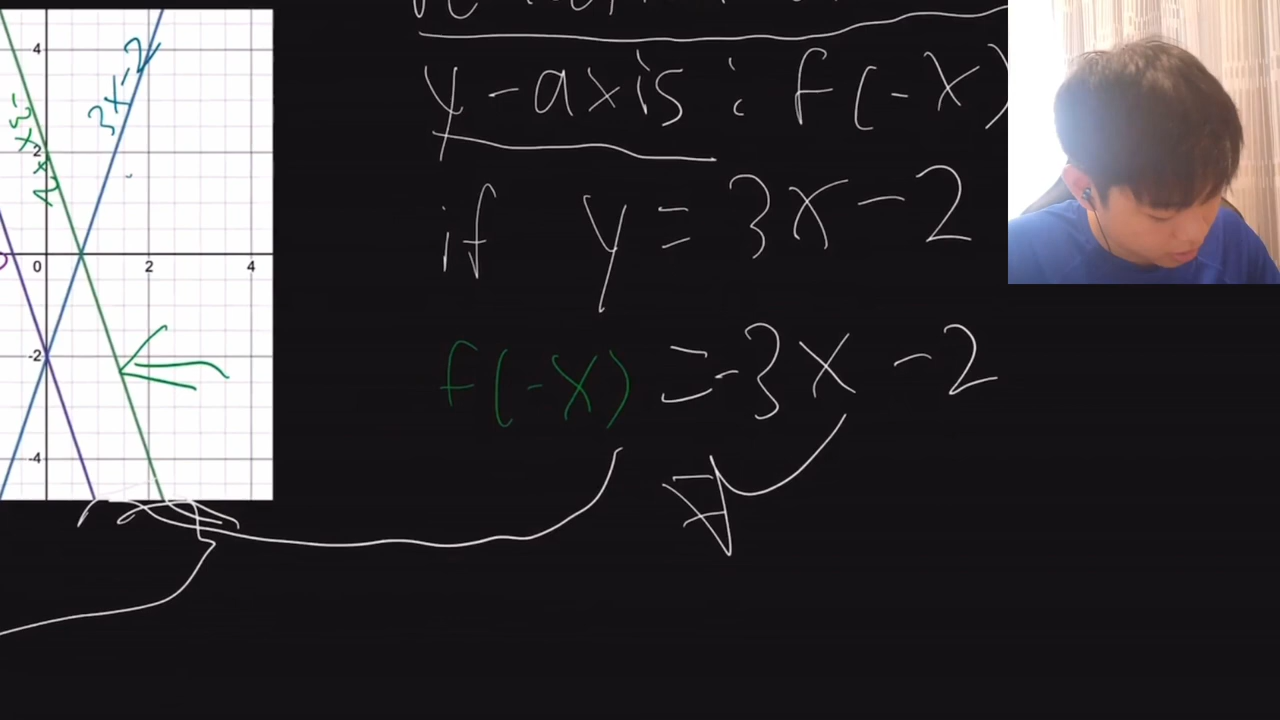 y-axis : f(-x)
if y = 3x - 2
f(-x) = -3x - 2
3x-2
4
2
0
2
4
-2
-4